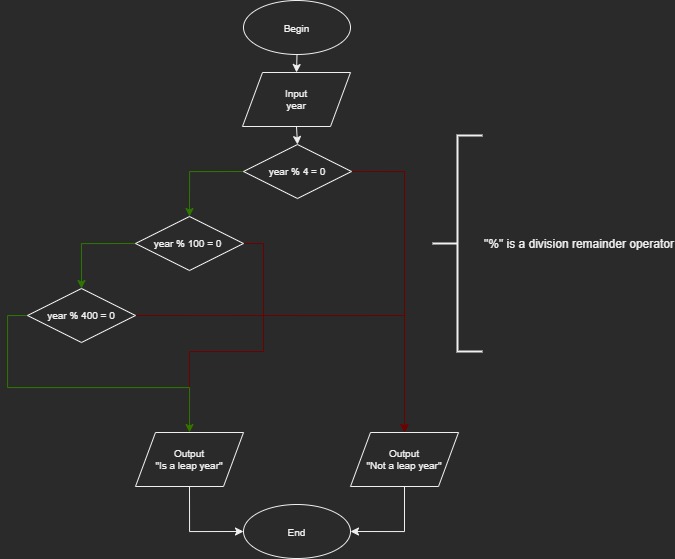 Begin
Input
year
year % 4 = 0
year % 100 = 0
"%" is a division remainder operator
year % 400 = 0
Output
"Is a leap year"
Output
"Not a leap year"
End